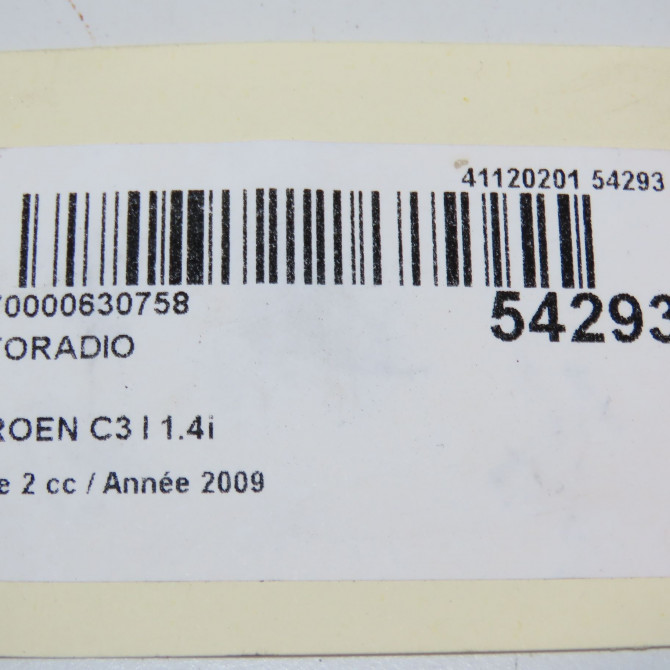 41120201 54293
70000630758
54293
TORADIO
ROEN C3 I 1.4i
e 2 cc / Année 2009